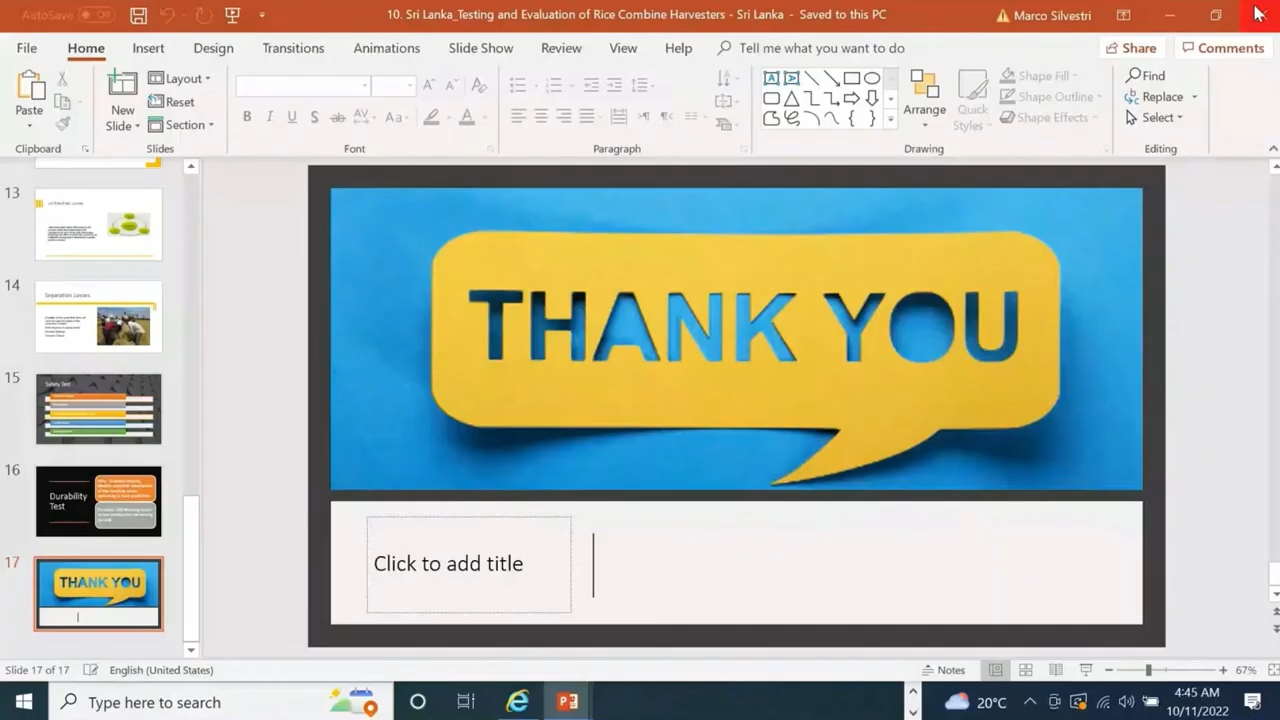 AutoSave Off
10. Sri Lanka_Testing and Evaluation of Rice Combine Harvesters - Sri Lanka - Saved to this PC
Marco Silvestri
File Home Insert Design Transitions Animations Slide Show Review View Help Tell me what you want to do Share Comments
Paste
New Slide
Layout
Reset
Section
B I U S ab AV Aa A
Arrange
Quick Styles
Shape Fill
Shape Outline
Shape Effects
Find
Replace
Select
Clipboard Slides Font Paragraph Drawing Editing
13
14
Separation Losses
15
Safety Test
16
Durability Test
17
THANK YOU
THANK YOU
Click to add title
Slide 17 of 17 English (United States) Notes 67%
Type here to search
20°C
4:45 AM
10/11/2022